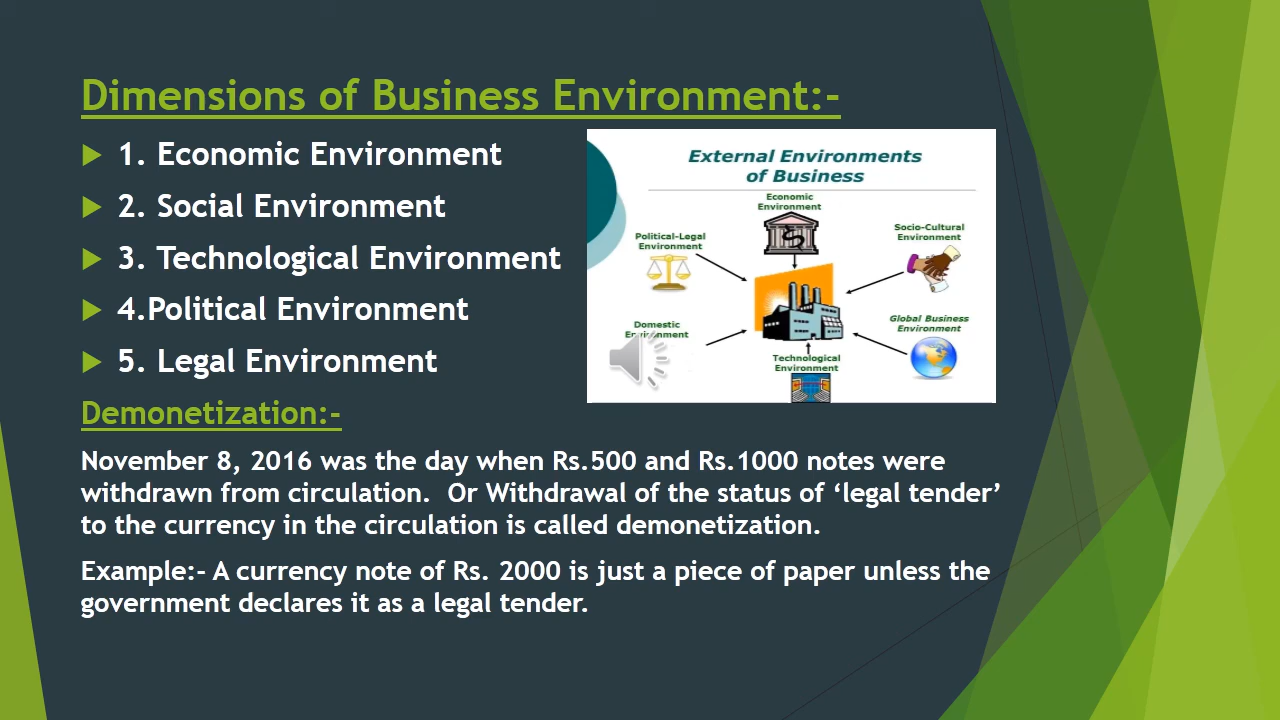 Dimensions of Business Environment:-
1. Economic Environment
2. Social Environment
3. Technological Environment
4.Political Environment
5. Legal Environment
External Environments
of Business
Economic
Environment
Political-Legal
Environment
Socio-Cultural
Environment
Domestic
Environment
Global Business
Environment
Technological
Environment
Demonetization:-
November 8, 2016 was the day when Rs.500 and Rs.1000 notes were
withdrawn from circulation.  Or Withdrawal of the status of ‘legal tender’
to the currency in the circulation is called demonetization.
Example:- A currency note of Rs. 2000 is just a piece of paper unless the
government declares it as a legal tender.